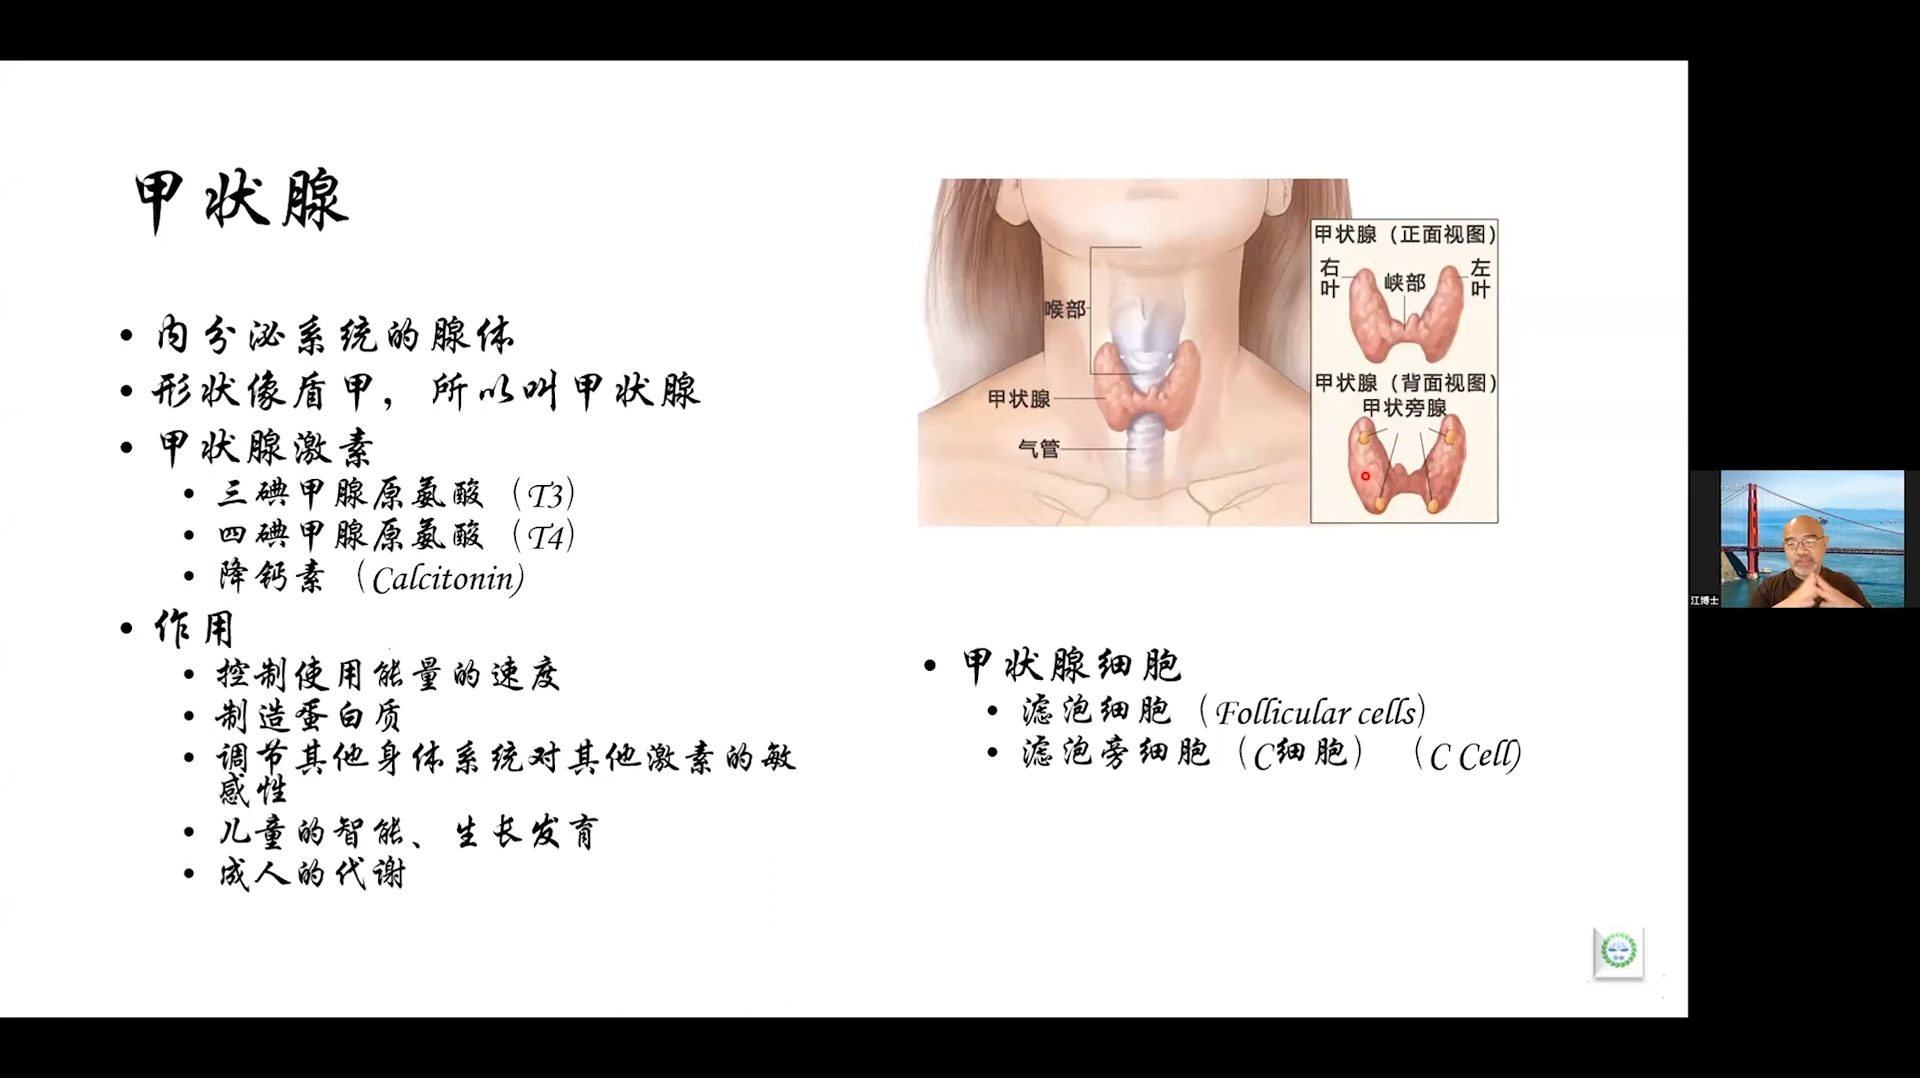 甲状腺
• 内分泌系统的腺体
• 形状像盾甲，所以叫甲状腺
• 甲状腺激素
• 三碘甲腺原氨酸（T3）
• 四碘甲腺原氨酸（T4）
• 降钙素（Calcitonin)
• 作用
• 控制使用能量的速度
• 制造蛋白质
• 调节其他身体系统对其他激素的敏
感性
• 儿童的智能、生长发育
• 成人的代谢
喉部
甲状腺
气管
甲状腺（正面视图）
右叶
峡部
左叶
甲状腺（背面视图）
甲状旁腺
• 甲状腺细胞
• 滤泡细胞（Follicular cells）
• 滤泡旁细胞（C细胞）（C Cell)
江博士